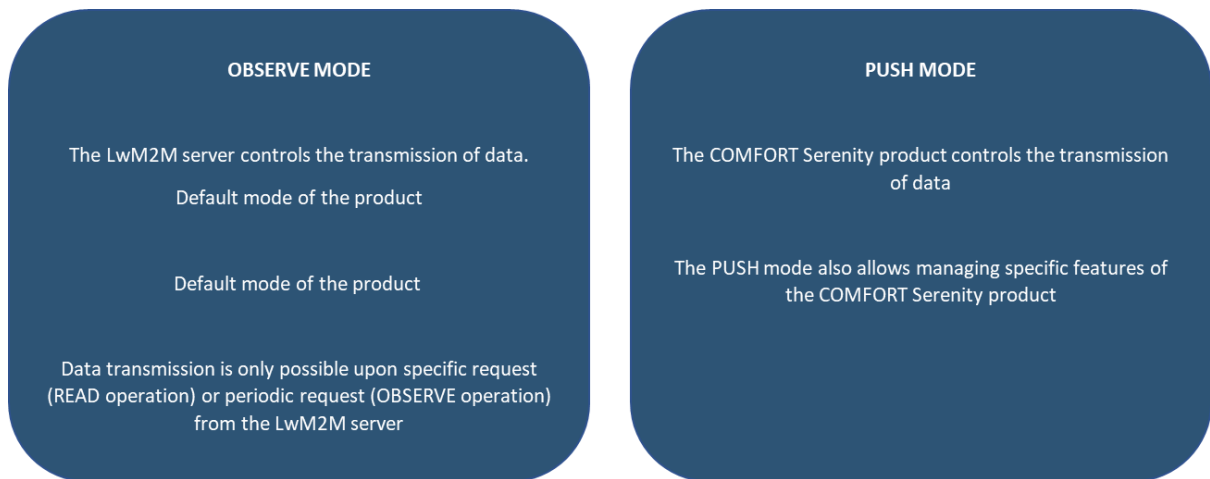 OBSERVE MODE
The LwM2M server controls the transmission of data.
Default mode of the product
Default mode of the product
Data transmission is only possible upon specific request
(READ operation) or periodic request (OBSERVE operation)
from the LwM2M server
PUSH MODE
The COMFORT Serenity product controls the transmission
of data
The PUSH mode also allows managing specific features of
the COMFORT Serenity product